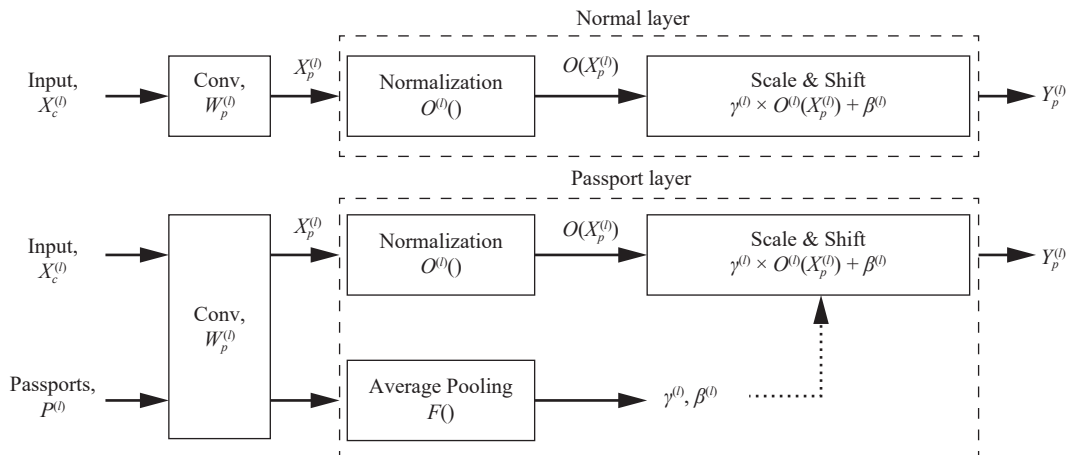 Normal layer
Input,
X_c^{(l)}
Conv,
W_p^{(l)}
X_p^{(l)}
Normalization
O^{(l)}()
O(X_p^{(l)})
Scale & Shift
γ^{(l)} × O^{(l)}(X_p^{(l)}) + β^{(l)}
Y_p^{(l)}
Passport layer
Input,
X_c^{(l)}
Passports,
P^{(l)}
Conv,
W_p^{(l)}
X_p^{(l)}
Normalization
O^{(l)}()
O(X_p^{(l)})
Scale & Shift
γ^{(l)} × O^{(l)}(X_p^{(l)}) + β^{(l)}
Y_p^{(l)}
Average Pooling
F()
γ^{(l)}, β^{(l)}